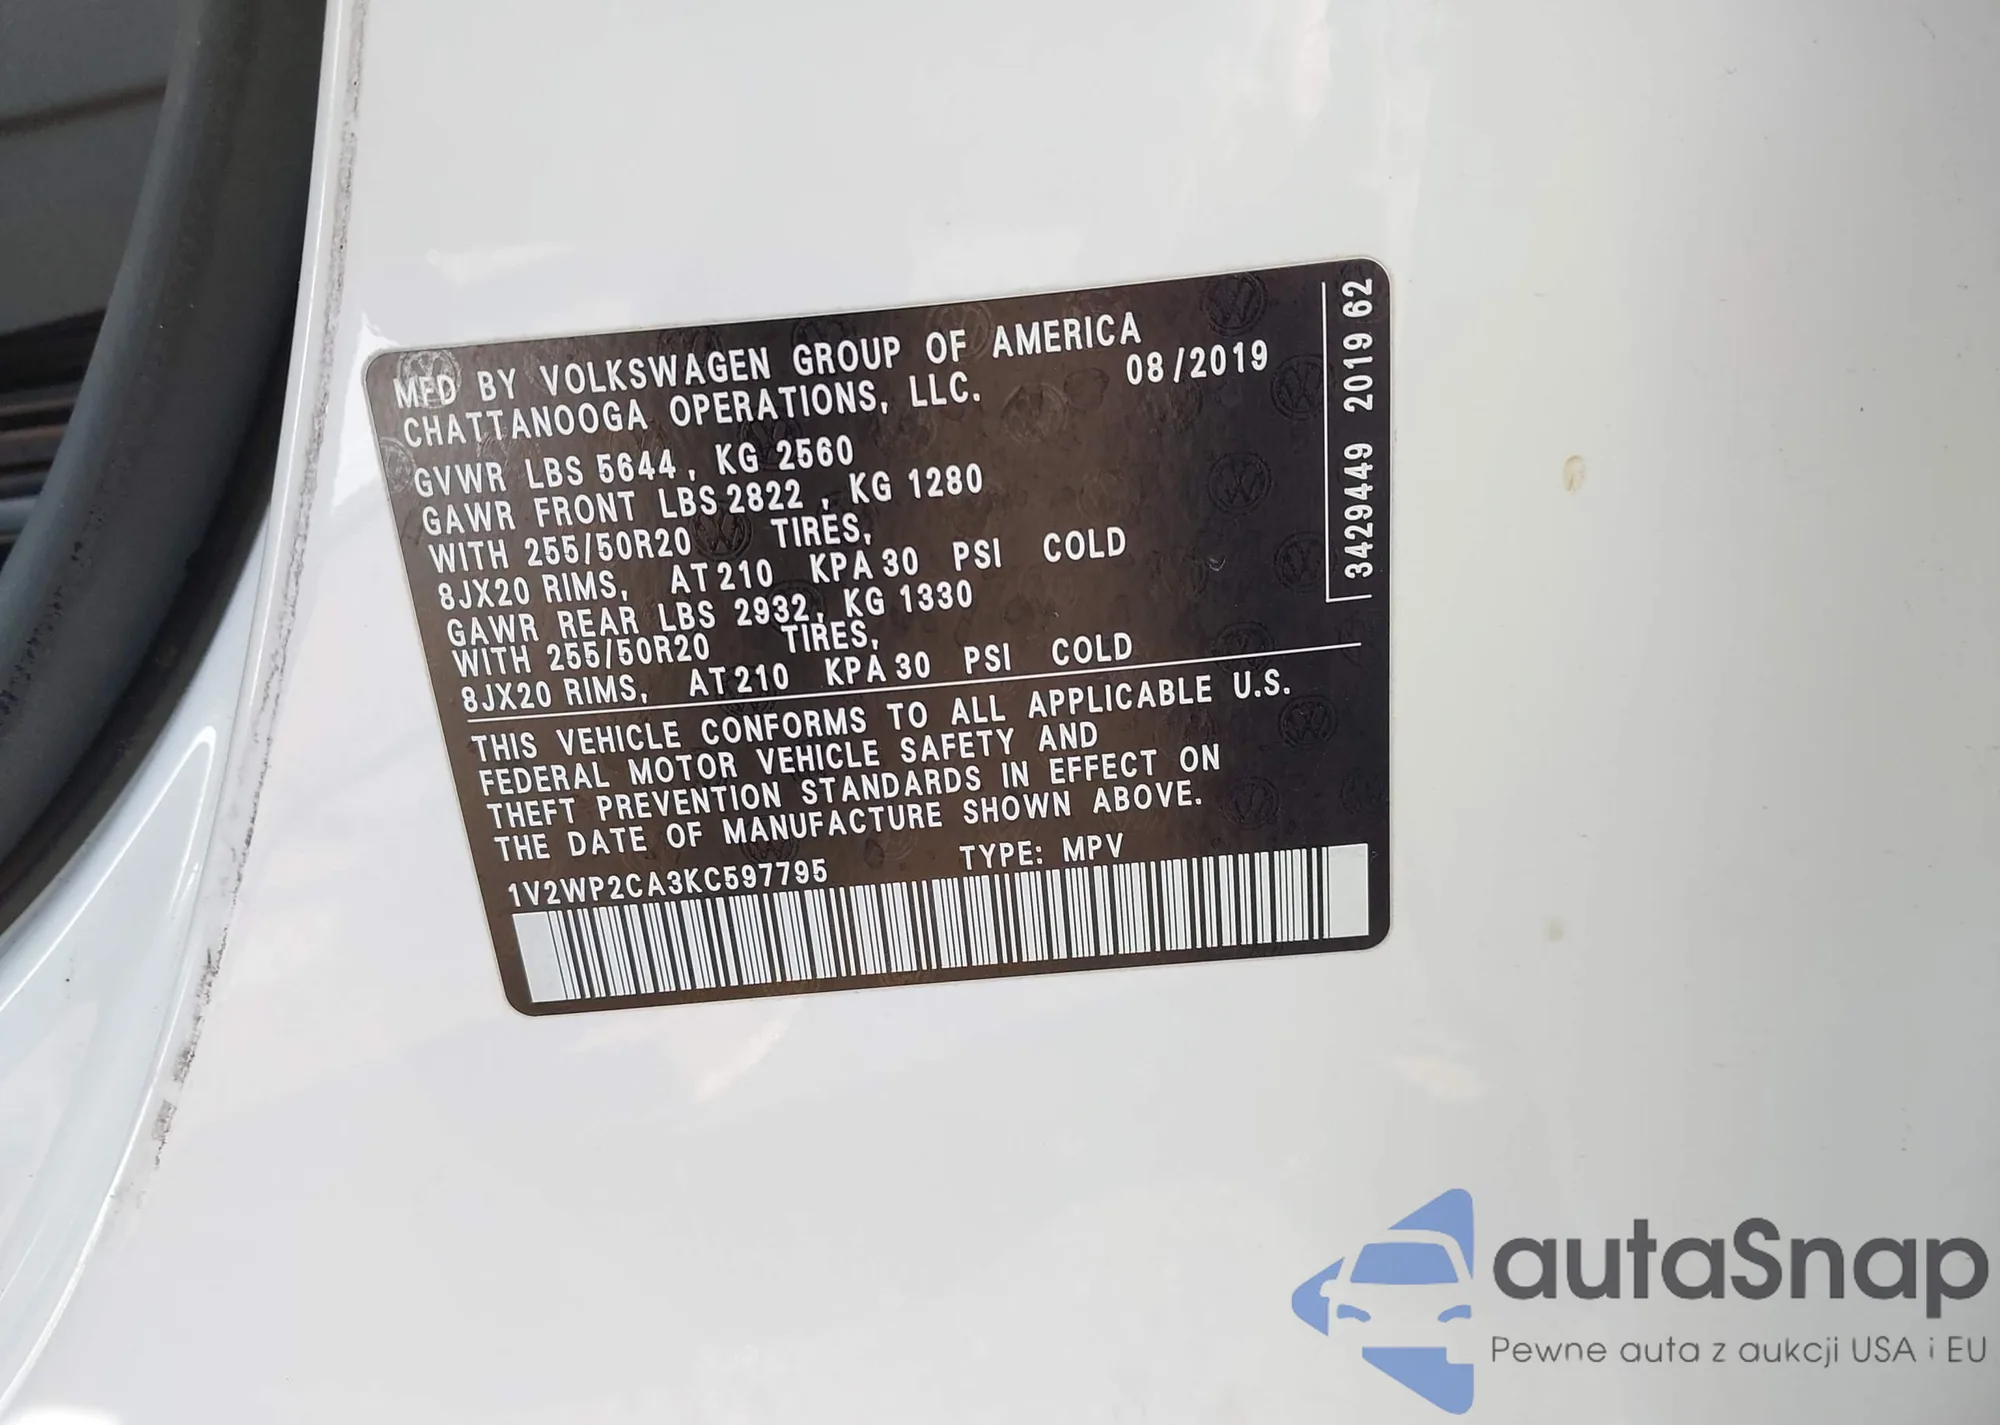 MFD BY VOLKSWAGEN GROUP OF AMERICA
CHATTANOOGA OPERATIONS, LLC. 08/2019
GVWR LBS 5644, KG 2560
GAWR FRONT LBS 2822, KG 1280
WITH 255/50R20 TIRES,
8JX20 RIMS, AT 210 KPA 30 PSI COLD
GAWR REAR LBS 2932, KG 1330
WITH 255/50R20 TIRES,
8JX20 RIMS, AT 210 KPA 30 PSI COLD
THIS VEHICLE CONFORMS TO ALL APPLICABLE U.S.
FEDERAL MOTOR VEHICLE SAFETY AND
THEFT PREVENTION STANDARDS IN EFFECT ON
THE DATE OF MANUFACTURE SHOWN ABOVE.
1V2WP2CA3KC597795 TYPE: MPV
3429449 2019 62
autaSnap
Pewne auta z aukcji USA i EU